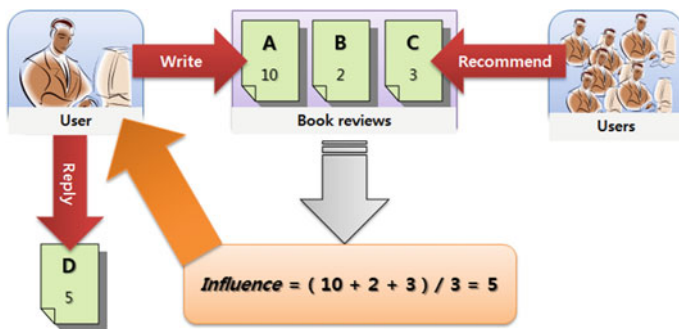 A
10
B
2
C
3
Write
Recommend
User
Book reviews
Users
Reply
D
5
Influence = ( 10 + 2 + 3 ) / 3 = 5